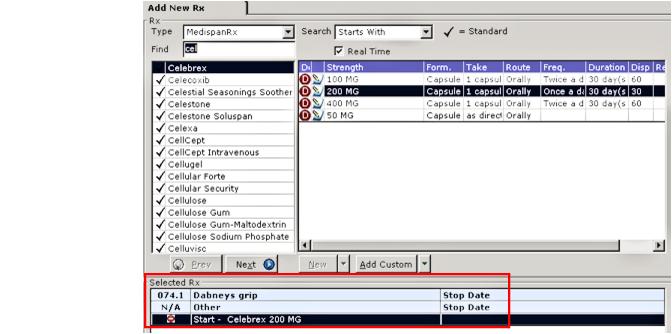 Add New Rx
Rx
Type MedispanRx Search Starts With ✓ = Standard
Find cel Real Time
Celebrex
Celecoxib
Celestial Seasonings Soother
Celestone
Celestone Soluspan
Celexa
CellCept
CellCept Intravenous
Cellugel
Cellular Forte
Cellular Security
Cellulose
Cellulose Gum
Cellulose Gum-Maltodextrin
Cellulose Sodium Phosphate
Celluvisc
Strength Form. Take Route Freq. Duration Disp Re
D 100 MG Capsule 1 capsul Orally Twice a d 30 day(s 60
D 200 MG Capsule 1 capsul Orally Once a da 30 day(s 30
D 400 MG Capsule 1 capsul Orally Twice a d 30 day(s 60
D 50 MG Capsule as direct Orally
Prev Next New Add Custom
Selected Rx
074.1 Dabneys grip Stop Date
N/A Other Stop Date
Start - Celebrex 200 MG